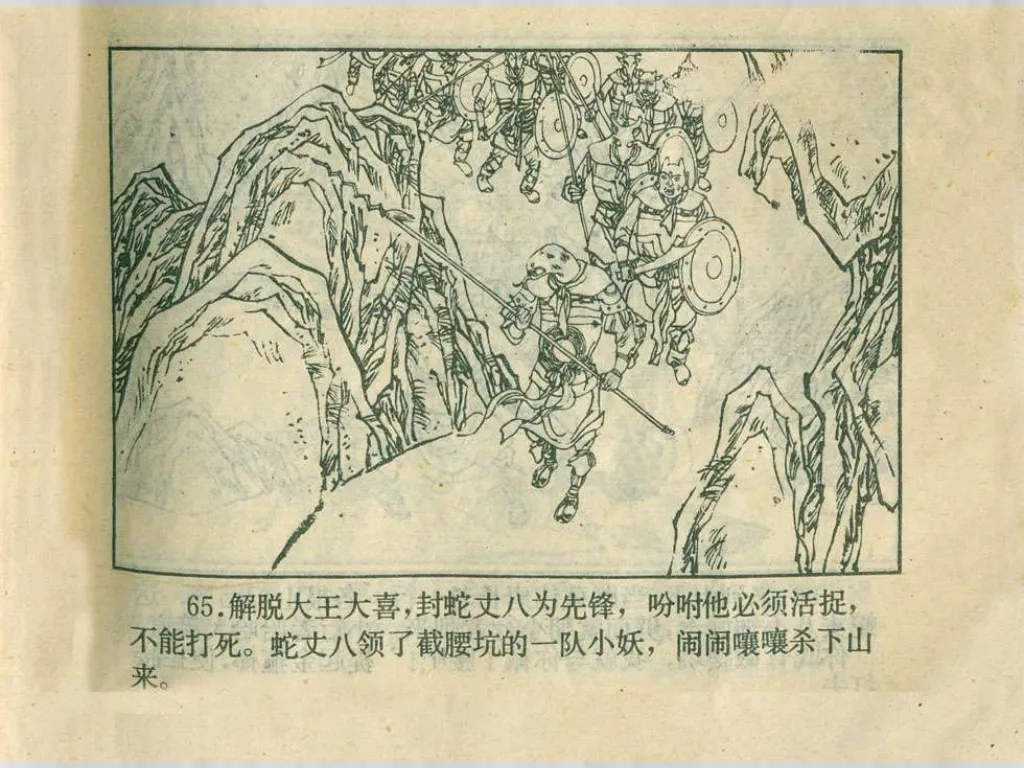 65.解脱大王大喜，封蛇丈八为先锋，吩咐他必须活捉，
不能打死。蛇丈八领了截腰坑的一队小妖，闹闹嚷嚷杀下山
来。